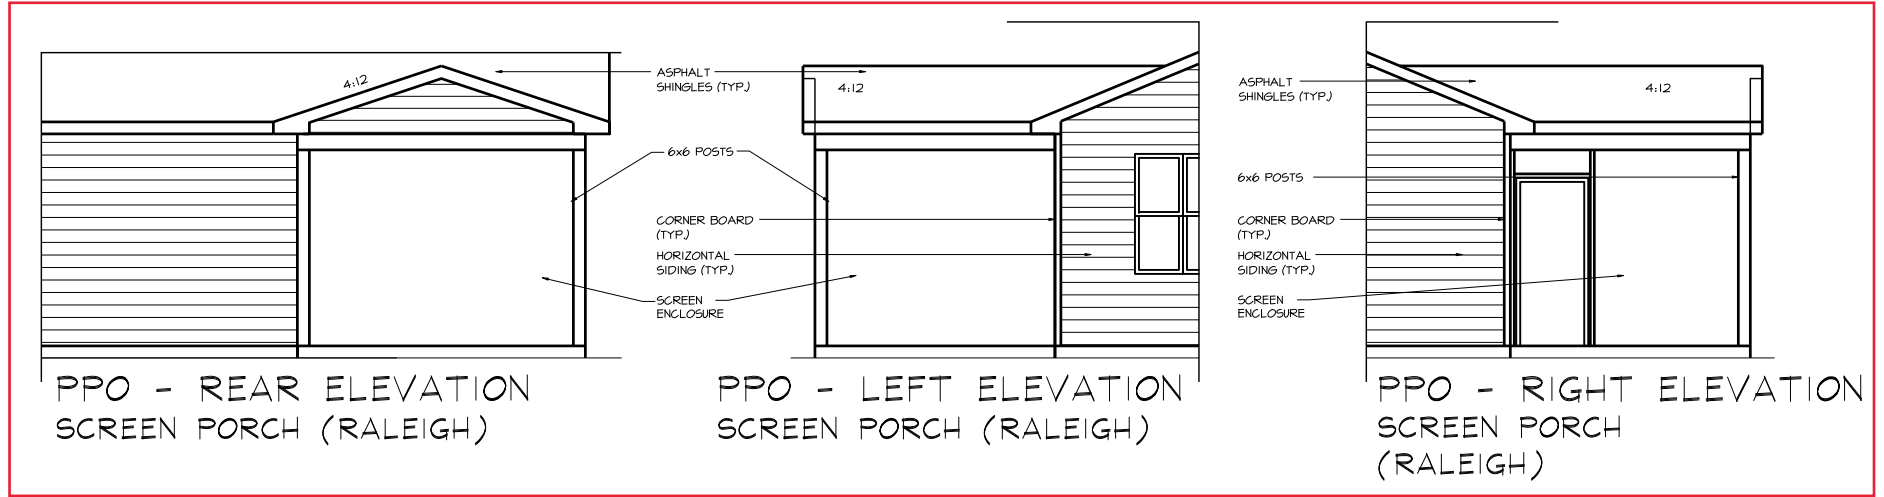 4:12
ASPHALT
SHINGLES (TYP.)
6x6 POSTS
CORNER BOARD
(TYP.)
HORIZONTAL
SIDING (TYP.)
SCREEN
ENCLOSURE
4:12
ASPHALT
SHINGLES (TYP.)
6x6 POSTS
CORNER BOARD
(TYP.)
HORIZONTAL
SIDING (TYP.)
SCREEN
ENCLOSURE
4:12
PPO - REAR ELEVATION
SCREEN PORCH (RALEIGH)
PPO - LEFT ELEVATION
SCREEN PORCH (RALEIGH)
PPO - RIGHT ELEVATION
SCREEN PORCH
(RALEIGH)